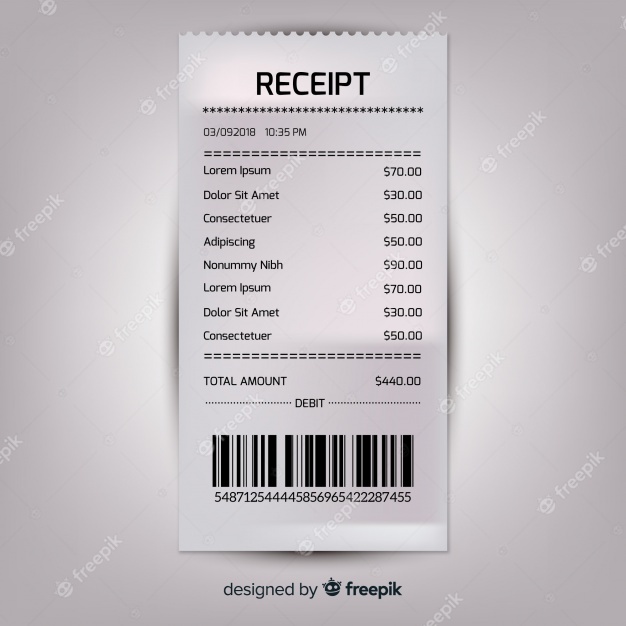 RECEIPT
*******************************
03/092018 10:35 PM
==============================
Lorem Ipsum $70.00
Dolor Sit Amet $30.00
Consectetuer $50.00
Adipiscing $50.00
Nonummy Nibh $90.00
Lorem Ipsum $70.00
Dolor Sit Amet $30.00
Consectetuer $50.00
==============================
TOTAL AMOUNT $440.00
DEBIT
548712544445856965422287455
designed by freepik